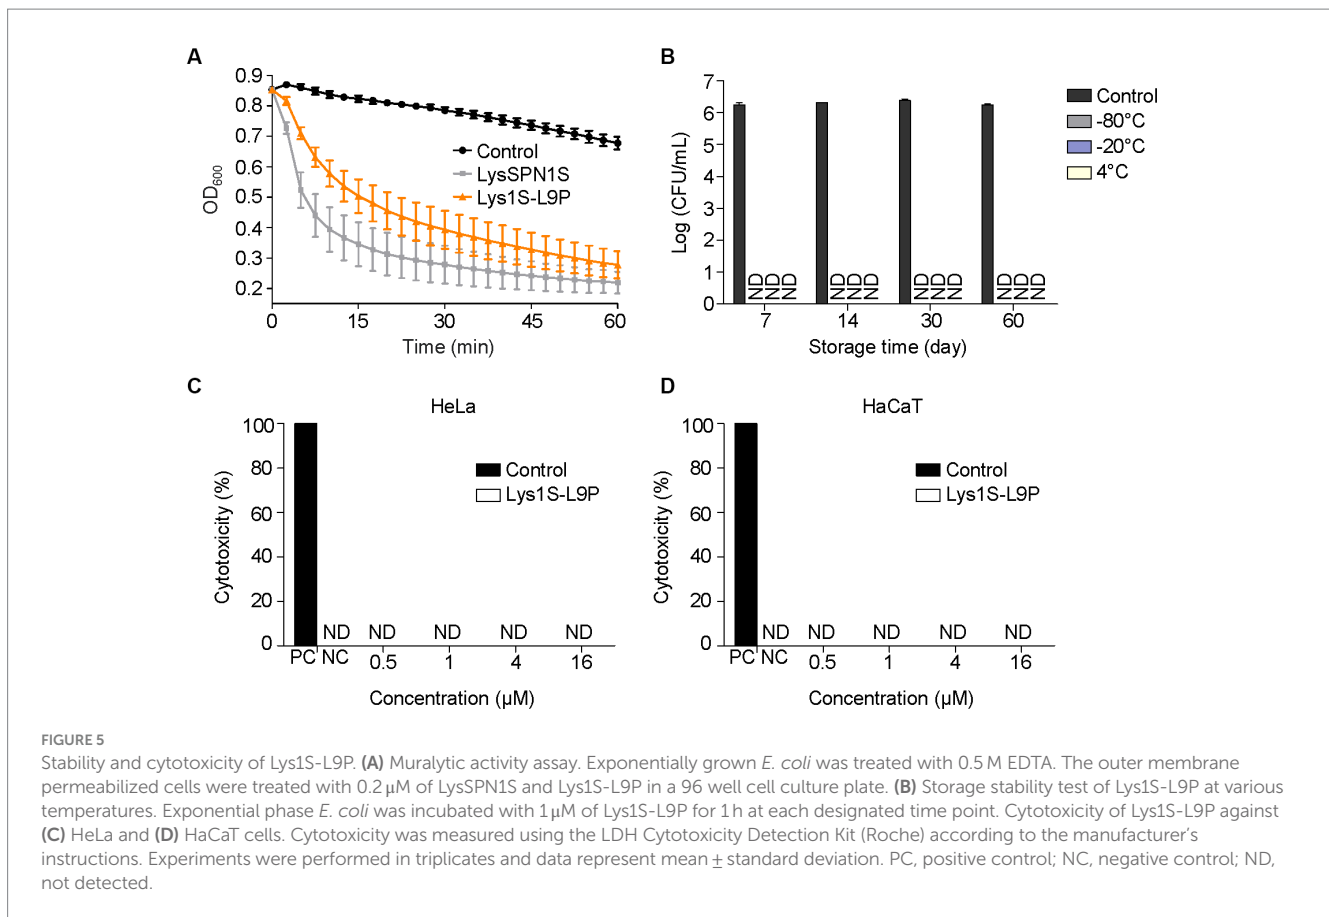 A
0.9
0.8
0.7
0.6
0.5
0.4
0.3
0.2
OD600
0
15
30
45
60
Time (min)
Control
LysSPN1S
Lys1S-L9P
B
7
6
5
4
3
2
1
0
Log (CFU/mL)
ND ND ND
ND ND ND
ND ND ND
ND ND ND
7
14
30
60
Storage time (day)
Control
-80°C
-20°C
4°C
C
HeLa
100
80
60
40
20
0
Cytotoxicity (%)
Control
Lys1S-L9P
ND ND ND ND ND
PC NC 0.5 1 4 16
Concentration (µM)
D
HaCaT
100
80
60
40
20
0
Cytotoxicity (%)
Control
Lys1S-L9P
ND ND ND ND ND
PC NC 0.5 1 4 16
Concentration (µM)
FIGURE 5
Stability and cytotoxicity of Lys1S-L9P. (A) Muralytic activity assay. Exponentially grown E. coli was treated with 0.5 M EDTA. The outer membrane
permeabilized cells were treated with 0.2 µM of LysSPN1S and Lys1S-L9P in a 96 well cell culture plate. (B) Storage stability test of Lys1S-L9P at various
temperatures. Exponential phase E. coli was incubated with 1 µM of Lys1S-L9P for 1 h at each designated time point. Cytotoxicity of Lys1S-L9P against
(C) HeLa and (D) HaCaT cells. Cytotoxicity was measured using the LDH Cytotoxicity Detection Kit (Roche) according to the manufacturer's
instructions. Experiments were performed in triplicates and data represent mean ± standard deviation. PC, positive control; NC, negative control; ND,
not detected.